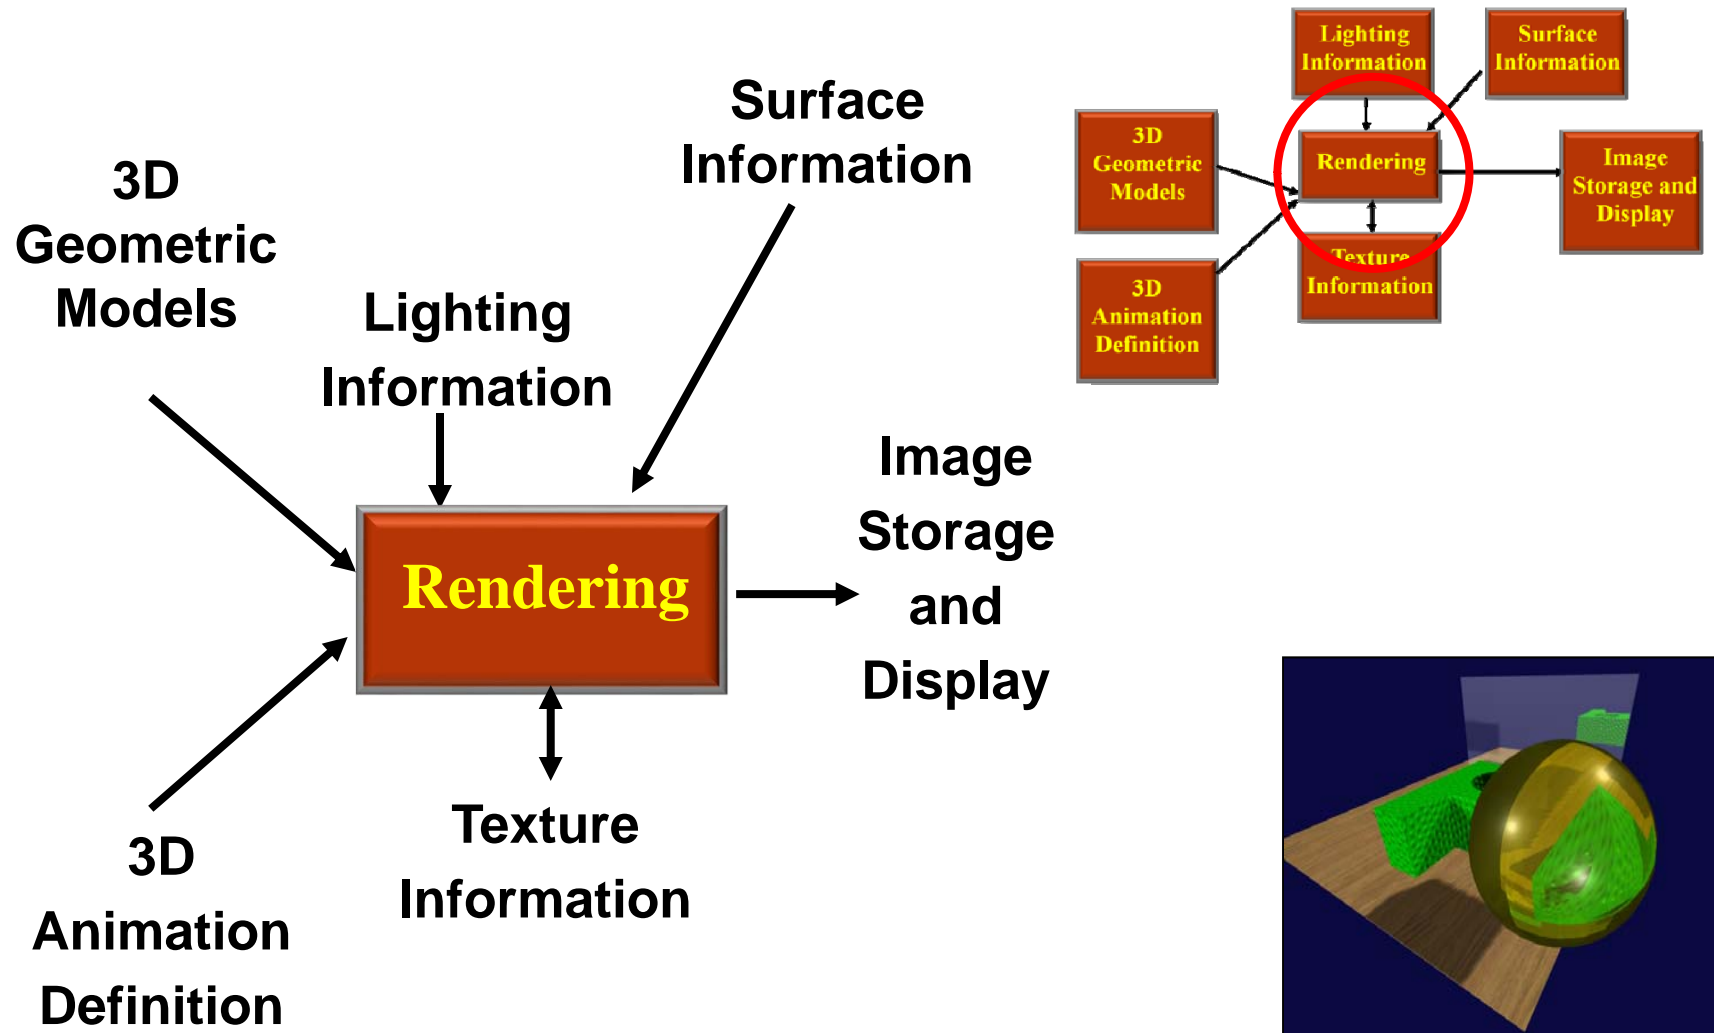 3D
Geometric
Models
Lighting
Information
Surface
Information
Rendering
Image
Storage
and
Display
3D
Animation
Definition
Texture
Information
Lighting
Information
Surface
Information
3D
Geometric
Models
Rendering
Image
Storage and
Display
3D
Animation
Definition
Texture
Information